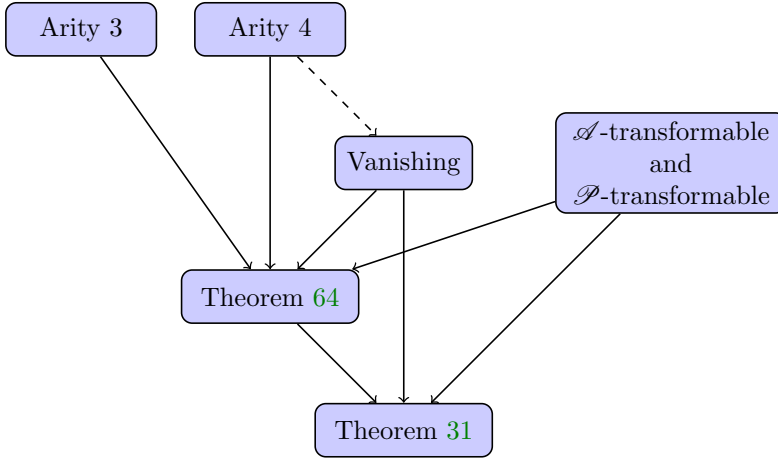 Arity 3
Arity 4
Vanishing
𝒜-transformable
and
𝒫-transformable
Theorem 64
Theorem 31